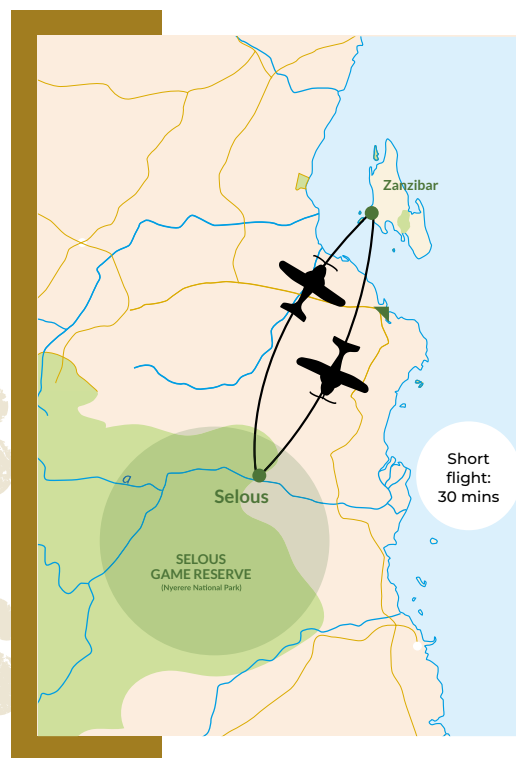 Zanzibar
Short
flight:
30 mins
a
Selous
SELOUS
GAME RESERVE
(Nyerere National Park)